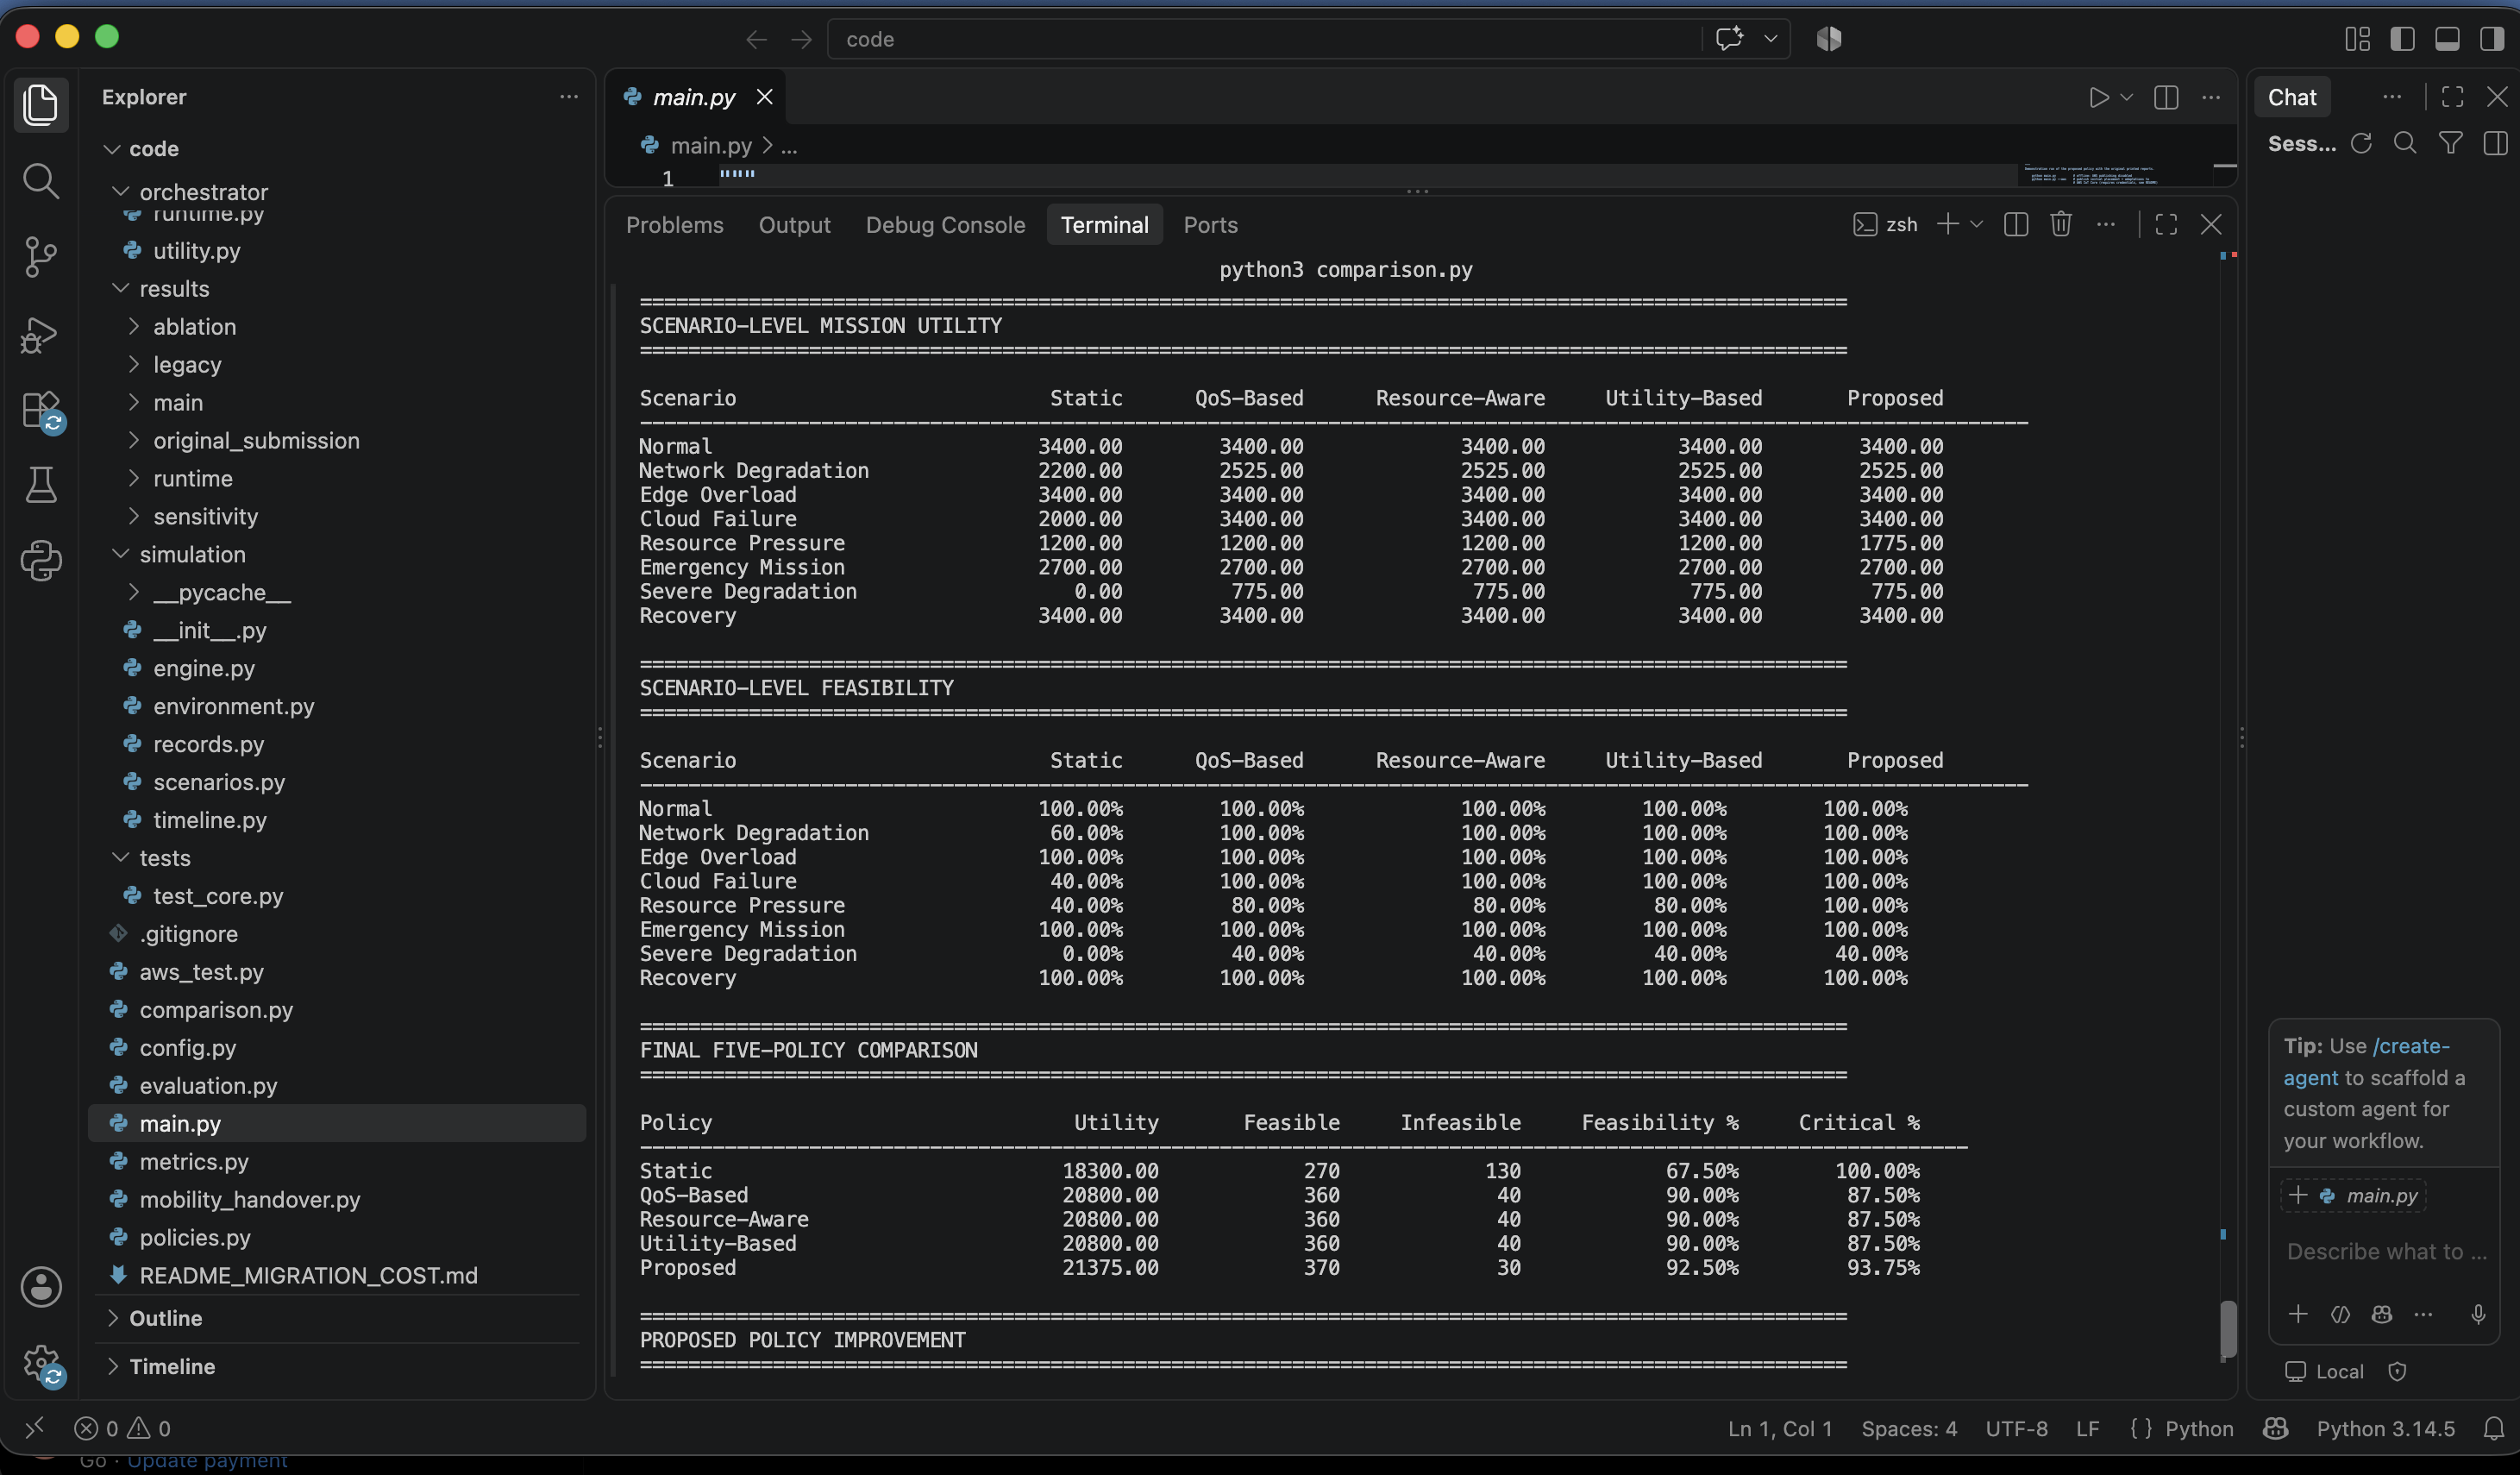 code
Explorer
code
orchestrator
runtime.py
utility.py
results
ablation
legacy
main
original_submission
runtime
sensitivity
simulation
__pycache__
__init__.py
engine.py
environment.py
records.py
scenarios.py
timeline.py
tests
test_core.py
.gitignore
aws_test.py
comparison.py
config.py
evaluation.py
main.py
metrics.py
mobility_handover.py
policies.py
README_MIGRATION_COST.md
Outline
Timeline
main.py
main.py > ...
1 """
Problems Output Debug Console Terminal Ports
zsh
python3 comparison.py
====================================================================================================
SCENARIO-LEVEL MISSION UTILITY
====================================================================================================
Scenario Static QoS-Based Resource-Aware Utility-Based Proposed
-------------------------------------------------------------------------------------------------------------------
Normal 3400.00 3400.00 3400.00 3400.00 3400.00
Network Degradation 2200.00 2525.00 2525.00 2525.00 2525.00
Edge Overload 3400.00 3400.00 3400.00 3400.00 3400.00
Cloud Failure 2000.00 3400.00 3400.00 3400.00 3400.00
Resource Pressure 1200.00 1200.00 1200.00 1200.00 1775.00
Emergency Mission 2700.00 2700.00 2700.00 2700.00 2700.00
Severe Degradation 0.00 775.00 775.00 775.00 775.00
Recovery 3400.00 3400.00 3400.00 3400.00 3400.00
====================================================================================================
SCENARIO-LEVEL FEASIBILITY
====================================================================================================
Scenario Static QoS-Based Resource-Aware Utility-Based Proposed
-------------------------------------------------------------------------------------------------------------------
Normal 100.00% 100.00% 100.00% 100.00% 100.00%
Network Degradation 60.00% 100.00% 100.00% 100.00% 100.00%
Edge Overload 100.00% 100.00% 100.00% 100.00% 100.00%
Cloud Failure 40.00% 100.00% 100.00% 100.00% 100.00%
Resource Pressure 40.00% 80.00% 80.00% 80.00% 100.00%
Emergency Mission 100.00% 100.00% 100.00% 100.00% 100.00%
Severe Degradation 0.00% 40.00% 40.00% 40.00% 40.00%
Recovery 100.00% 100.00% 100.00% 100.00% 100.00%
====================================================================================================
FINAL FIVE-POLICY COMPARISON
====================================================================================================
Policy Utility Feasible Infeasible Feasibility % Critical %
--------------------------------------------------------------------------------------------------------------
Static 18300.00 270 130 67.50% 100.00%
QoS-Based 20800.00 360 40 90.00% 87.50%
Resource-Aware 20800.00 360 40 90.00% 87.50%
Utility-Based 20800.00 360 40 90.00% 87.50%
Proposed 21375.00 370 30 92.50% 93.75%
====================================================================================================
PROPOSED POLICY IMPROVEMENT
====================================================================================================
Chat
Sess...
Tip: Use /create-
agent to scaffold a
custom agent for
your workflow.
main.py
Describe what to ...
Local
0 0
Ln 1, Col 1 Spaces: 4 UTF-8 LF {} Python Python 3.14.5
Go · Update payment